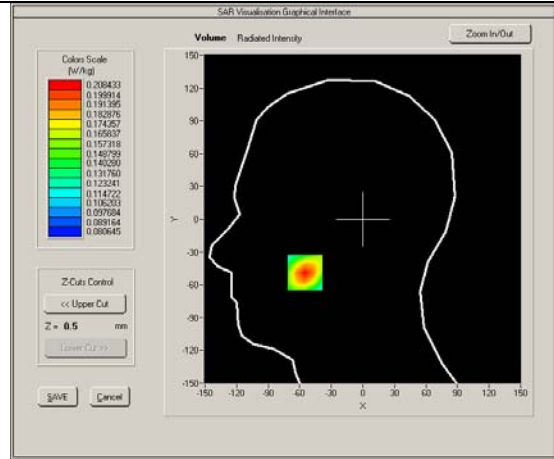 SAR Visualisation Graphical Interface
Volume Radiated Intensity
Zoom In/Out
Colors Scale
(W/kg)
0.208433
0.199914
0.191395
0.182876
0.174357
0.165837
0.157318
0.148799
0.140280
0.131760
0.123241
0.114722
0.106203
0.097684
0.089164
0.080645
Z-Cuts Control
<< Upper Cut
Z = 0.5 mm
Lower Cut >>
SAVE
Cancel
150
120
90
60
30
0
-30
-60
-90
-120
-150
Y
-150 -120 -90 -60 -30 0 30 60 90 120 150
X